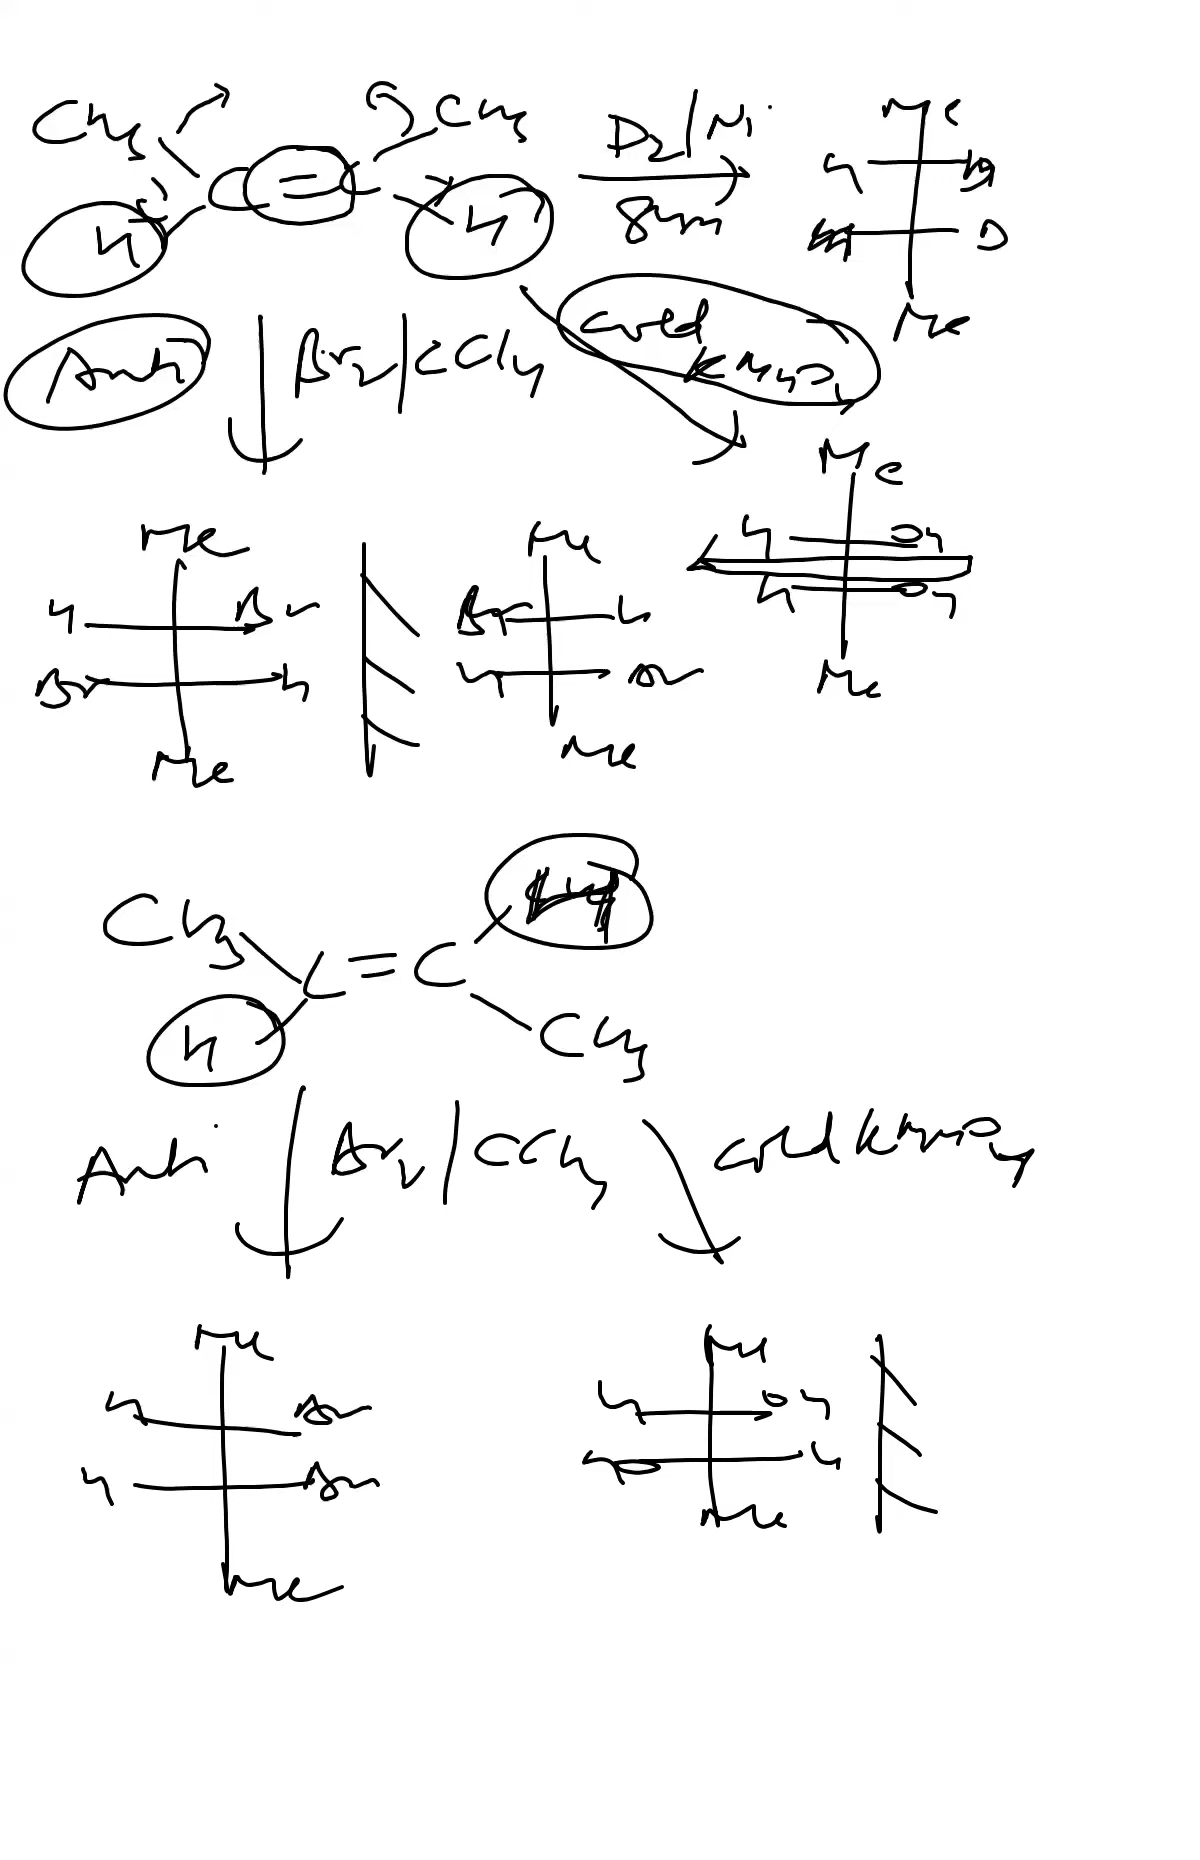 CH3 CH3 D2/Ni Me
C = C H D
H H Syn D
Me
Anti Br2/CCl4 cold KMnO4
Me
H OH
H OH
Me
Me Me
H Br Br H
Br H H Br
Me Me
CH3 H
C = C
H CH3
Anti Br2/CCl4 cold KMnO4
Me Me
H Br H OH
H Br HO H
Me Me